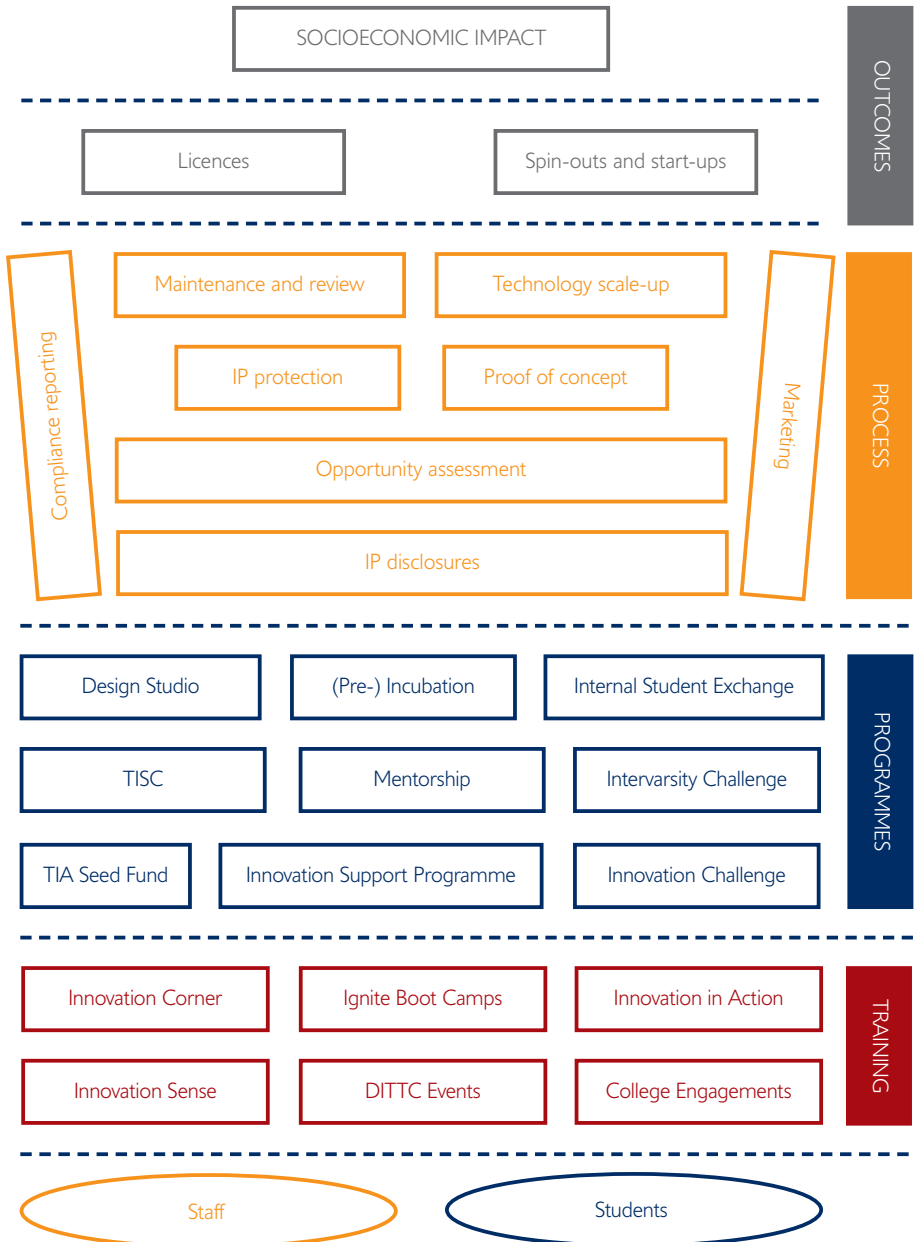 SOCIOECONOMIC IMPACT
OUTCOMES
Licences
Spin-outs and start-ups
Compliance reporting
Maintenance and review
Technology scale-up
Marketing
PROCESS
IP protection
Proof of concept
Opportunity assessment
IP disclosures
Design Studio
(Pre-) Incubation
Internal Student Exchange
PROGRAMMES
TISC
Mentorship
Intervarsity Challenge
TIA Seed Fund
Innovation Support Programme
Innovation Challenge
Innovation Corner
Ignite Boot Camps
Innovation in Action
TRAINING
Innovation Sense
DITTC Events
College Engagements
Staff
Students